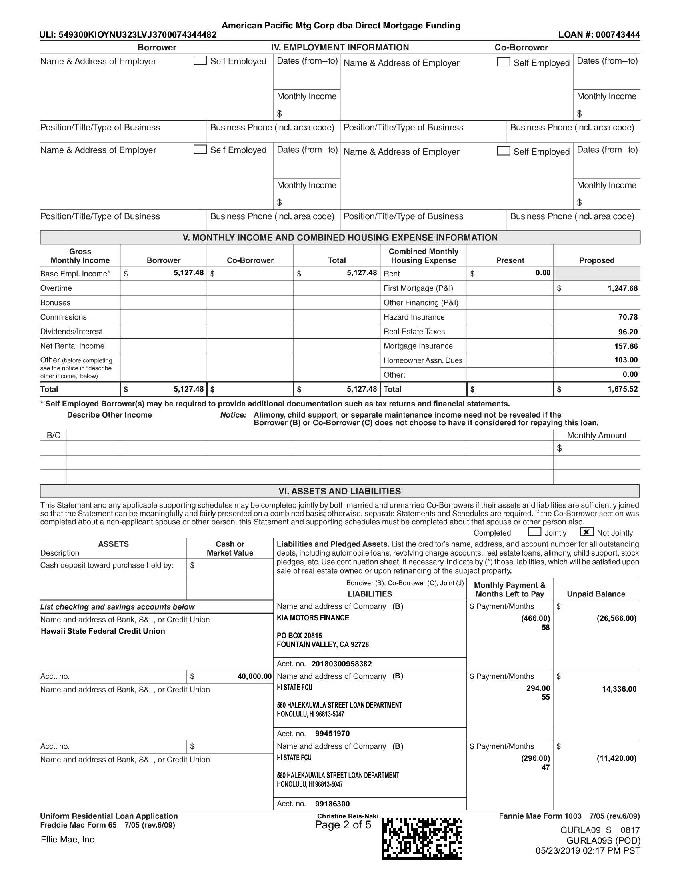 American Pacific Mtg Corp dba Direct Mortgage Funding
ULI: 549300KIOYNU323LVJ3700074344482 LOAN #: 000743444
Borrower IV. EMPLOYMENT INFORMATION Co-Borrower
Name & Address of Employer Self Employed Dates (from–to) Name & Address of Employer Self Employed Dates (from–to)
Monthly Income Monthly Income
$ $
Position/Title/Type of Business Business Phone (incl. area code) Position/Title/Type of Business Business Phone (incl. area code)
Name & Address of Employer Self Employed Dates (from–to) Name & Address of Employer Self Employed Dates (from–to)
Monthly Income Monthly Income
$ $
Position/Title/Type of Business Business Phone (incl. area code) Position/Title/Type of Business Business Phone (incl. area code)
V. MONTHLY INCOME AND COMBINED HOUSING EXPENSE INFORMATION
Gross Monthly Income Borrower Co-Borrower Total Combined Monthly Housing Expense Present Proposed
Base Empl. Income* $ 5,127.48 $ $ 5,127.48 Rent $ 0.00
Overtime First Mortgage (P&I) $ 1,247.88
Bonuses Other Financing (P&I)
Commissions Hazard Insurance 70.78
Dividends/Interest Real Estate Taxes 96.20
Net Rental Income Mortgage Insurance 157.66
Other (before completing, Homeowner Assn. Dues 103.00
see the notice in "describe
other income," below) Other: 0.00
Total $ 5,127.48 $ $ 5,127.48 Total $ $ 1,675.52
* Self Employed Borrower(s) may be required to provide additional documentation such as tax returns and financial statements.
Describe Other Income Notice: Alimony, child support, or separate maintenance income need not be revealed if the
Borrower (B) or Co-Borrower (C) does not choose to have it considered for repaying this loan.
B/C Monthly Amount
$
VI. ASSETS AND LIABILITIES
This Statement and any applicable supporting schedules may be completed jointly by both married and unmarried Co-Borrowers if their assets and liabilities are sufficiently joined
so that the Statement can be meaningfully and fairly presented on a combined basis; otherwise, separate Statements and Schedules are required. If the Co-Borrower section was
completed about a non-applicant spouse or other person, this Statement and supporting schedules must be completed about that spouse or other person also.
Completed Jointly Not Jointly
ASSETS Cash or Market Value
Description
Liabilities and Pledged Assets. List the creditor's name, address, and account number for all outstanding
debts, including automobile loans, revolving charge accounts, real estate loans, alimony, child support, stock
pledges, etc. Use continuation sheet, if necessary. Indicate by (*) those liabilities, which will be satisfied upon
sale of real estate owned or upon refinancing of the subject property.
Cash deposit toward purchase held by: $
Borrower (B), Co-Borrower (C), Joint (J)
LIABILITIES Monthly Payment & Months Left to Pay Unpaid Balance
List checking and savings accounts below Name and address of Company (B) $ Payment/Months $
Name and address of Bank, S&L, or Credit Union KIA MOTORS FINANCE (466.00) (26,566.00)
Hawaii State Federal Credit Union 58
PO BOX 20815
FOUNTAIN VALLEY, CA 92728
Acct. no. 20180300958382
Acct. no. $ 40,000.00 Name and address of Company (B) $ Payment/Months $
Name and address of Bank, S&L, or Credit Union HI STATE FCU 294.00 14,336.00
55
560 HALEKAUWILA STREET LOAN DEPARTMENT
HONOLULU, HI 96813-5047
Acct. no. 99451970
Acct. no. $ Name and address of Company (B) $ Payment/Months $
Name and address of Bank, S&L, or Credit Union HI STATE FCU (296.00) (11,420.00)
47
560 HALEKAUWILA STREET LOAN DEPARTMENT
HONOLULU, HI 96813-5047
Acct. no. 99186300
Uniform Residential Loan Application Christine Reis-Nski Fannie Mae Form 1003 7/05 (rev.6/09)
Freddie Mac Form 65 7/05 (rev.6/09) Page 2 of 5
GURLA09_S 0817
Ellie Mae, Inc. GURLA09S (POD)
05/23/2019 02:17 PM PST